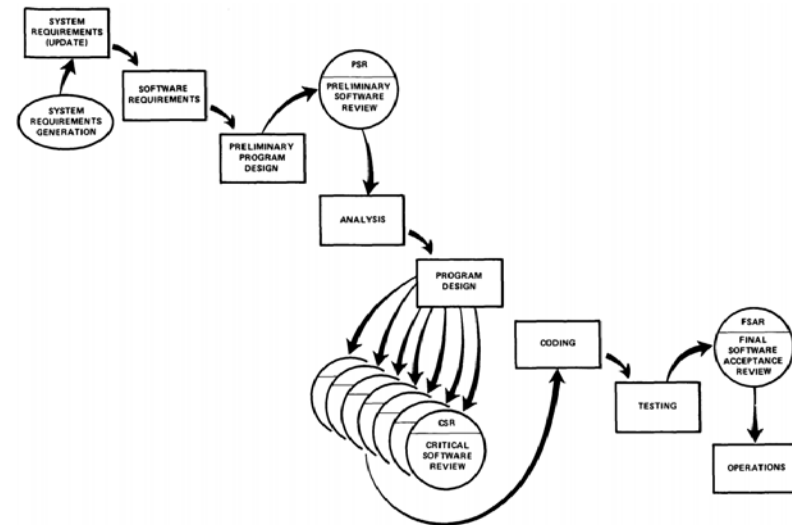 SYSTEM
REQUIREMENTS
(UPDATE)
SYSTEM
REQUIREMENTS
GENERATION
SOFTWARE
REQUIREMENTS
PRELIMINARY
PROGRAM
DESIGN
PSR
PRELIMINARY
SOFTWARE
REVIEW
ANALYSIS
PROGRAM
DESIGN
CSR
CRITICAL
SOFTWARE
REVIEW
CODING
TESTING
FSAR
FINAL
SOFTWARE
ACCEPTANCE
REVIEW
OPERATIONS